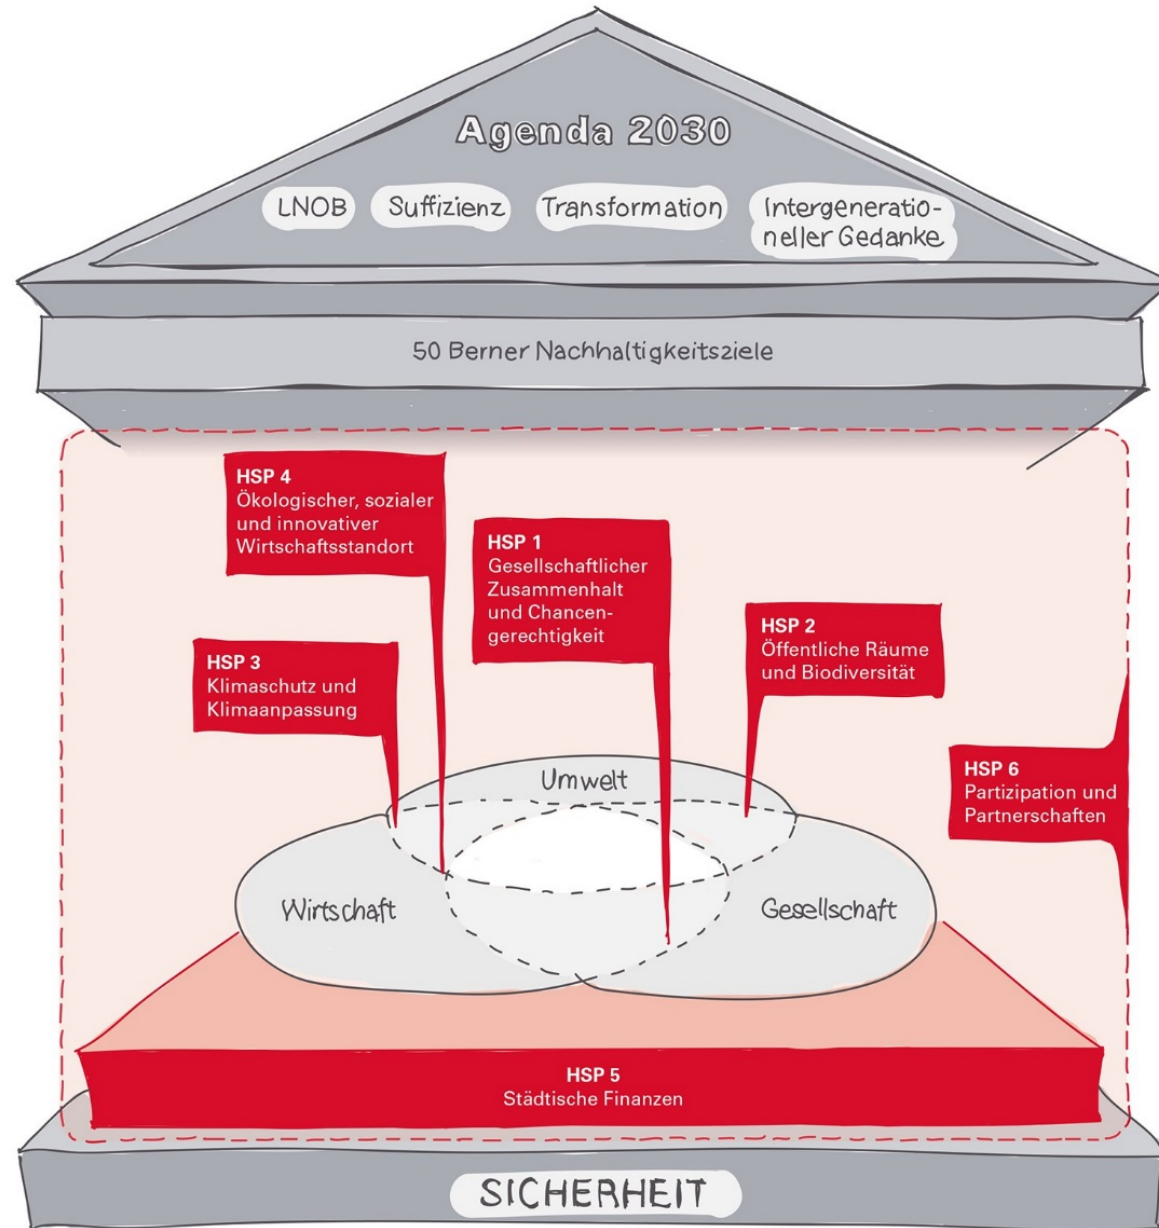 Agenda 2030
LNOB
Suffizienz
Transformation
Intergeneratio-
neller Gedanke
50 Berner Nachhaltigkeitsziele
HSP 4
Ökologischer, sozialer
und innovativer
Wirtschaftsstandort
HSP 1
Gesellschaftlicher
Zusammenhalt
und Chancen-
gerechtigkeit
HSP 2
Öffentliche Räume
und Biodiversität
HSP 3
Klimaschutz und
Klimaanpassung
HSP 6
Partizipation und
Partnerschaften
Umwelt
Wirtschaft
Gesellschaft
HSP 5
Städtische Finanzen
SICHERHEIT